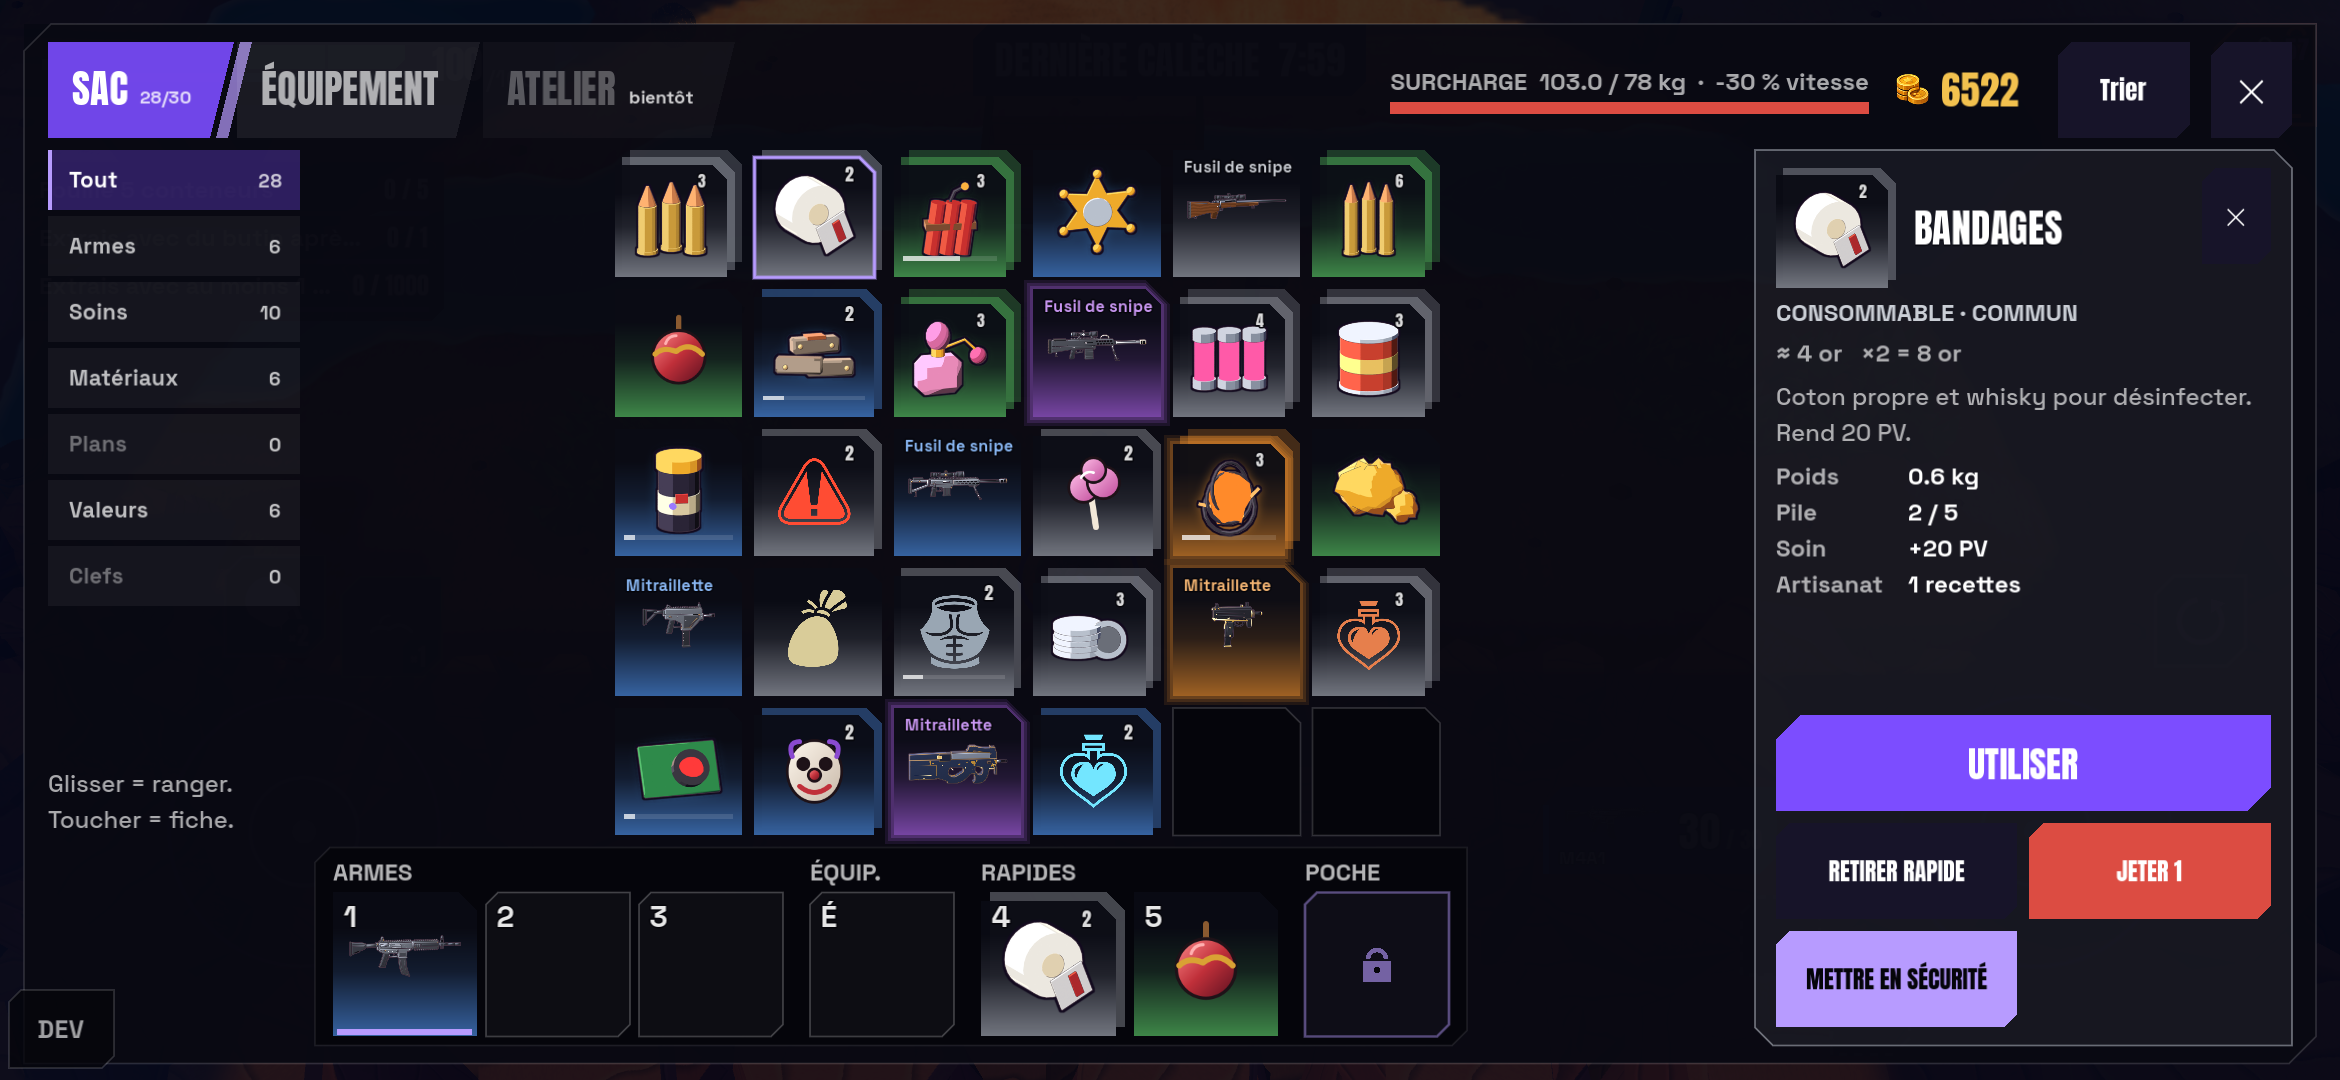 SAC 28/30
ÉQUIPEMENT
ATELIER bientôt
DERNIÈRE CALÈCHE 7:59
SURCHARGE 103.0 / 78 kg · -30 % vitesse
6522
Trier
Tout 28
Armes 6
Soins 10
Matériaux 6
Plans 0
Valeurs 6
Clefs 0
Glisser = ranger.
Toucher = fiche.
3
2
3
Fusil de snipe
6
2
3
Fusil de snipe
4
3
2
Fusil de snipe
2
3
Mitraillette
2
3
Mitraillette
3
2
Mitraillette
2
ARMES
1
2
3
ÉQUIP.
É
RAPIDES
4
2
5
POCHE
DEV
2
BANDAGES
CONSOMMABLE · COMMUN
≈ 4 or ×2 = 8 or
Coton propre et whisky pour désinfecter.
Rend 20 PV.
Poids 0.6 kg
Pile 2 / 5
Soin +20 PV
Artisanat 1 recettes
UTILISER
RETIRER RAPIDE
JETER 1
METTRE EN SÉCURITÉ